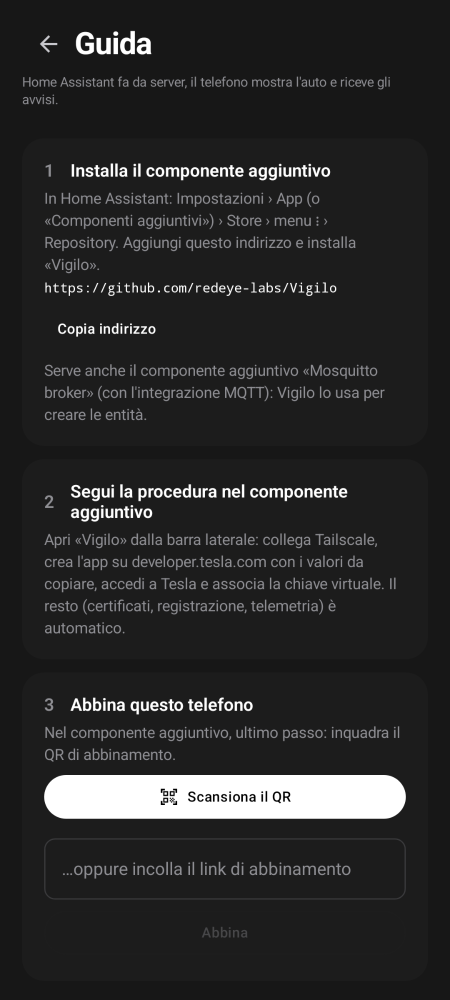 Guida
Home Assistant fa da server, il telefono mostra l'auto e riceve gli
avvisi.
1 Installa il componente aggiuntivo
In Home Assistant: Impostazioni › App (o
«Componenti aggiuntivi») › Store › menu ⋮ ›
Repository. Aggiungi questo indirizzo e installa
«Vigilo».
https://github.com/redeye-labs/Vigilo
Copia indirizzo
Serve anche il componente aggiuntivo «Mosquitto
broker» (con l'integrazione MQTT): Vigilo lo usa per
creare le entità.
2 Segui la procedura nel componente
aggiuntivo
Apri «Vigilo» dalla barra laterale: collega Tailscale,
crea l'app su developer.tesla.com con i valori da
copiare, accedi a Tesla e associa la chiave virtuale. Il
resto (certificati, registrazione, telemetria) è
automatico.
3 Abbina questo telefono
Nel componente aggiuntivo, ultimo passo: inquadra il
QR di abbinamento.
Scansiona il QR
…oppure incolla il link di abbinamento
Abbina